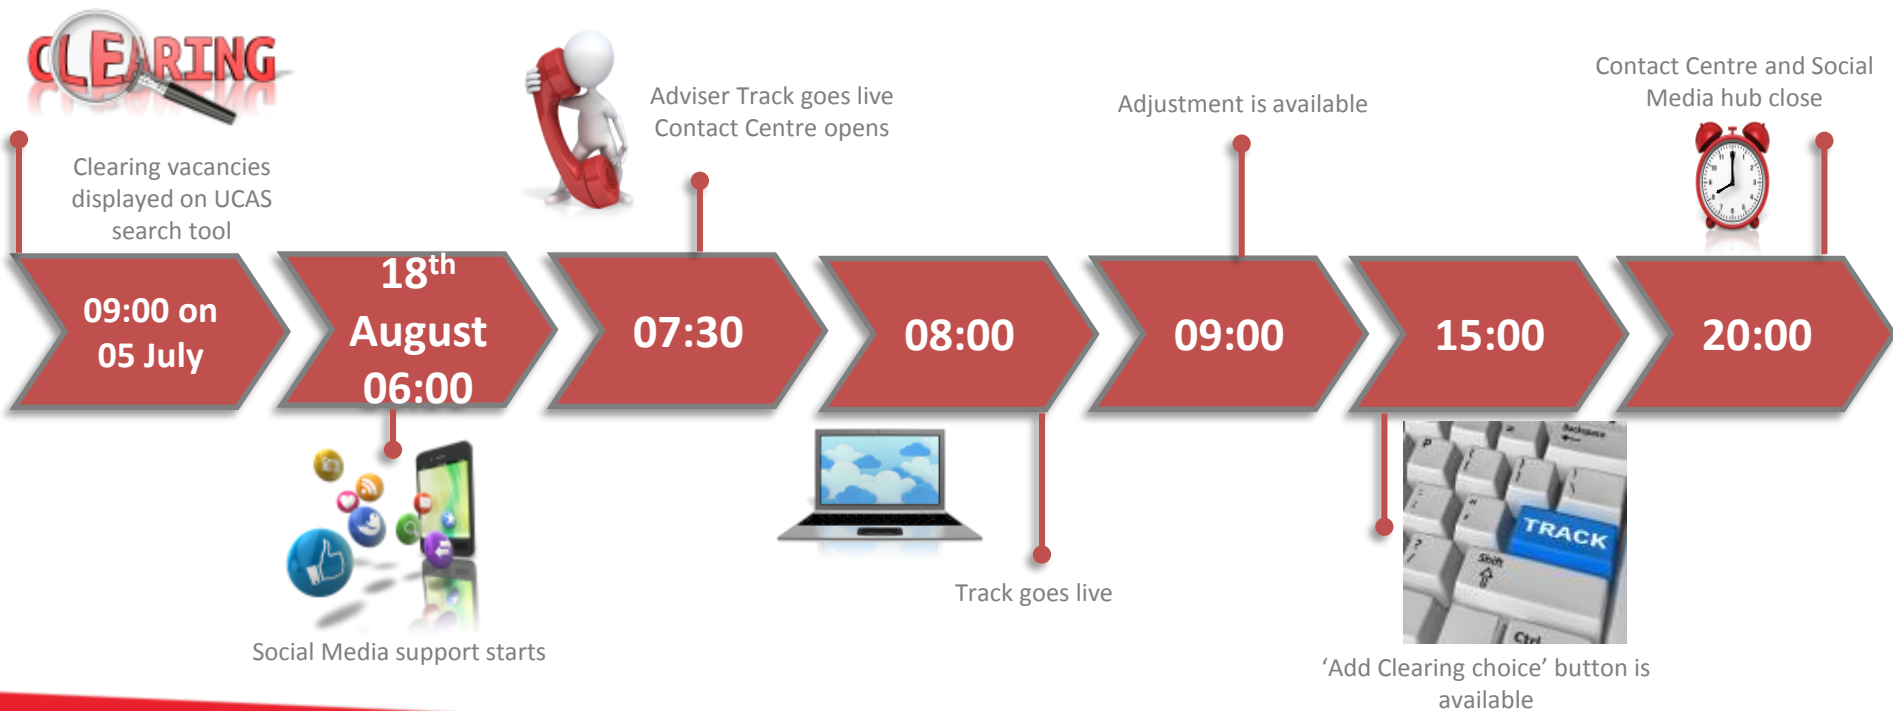 CLEARING
Clearing vacancies
displayed on UCAS
search tool
09:00 on
05 July
18th
August
06:00
Social Media support starts
Adviser Track goes live
Contact Centre opens
07:30
08:00
Track goes live
Adjustment is available
09:00
15:00
Backspace
TRACK
Shift
Ctrl
‘Add Clearing choice’ button is
available
Contact Centre and Social
Media hub close
20:00